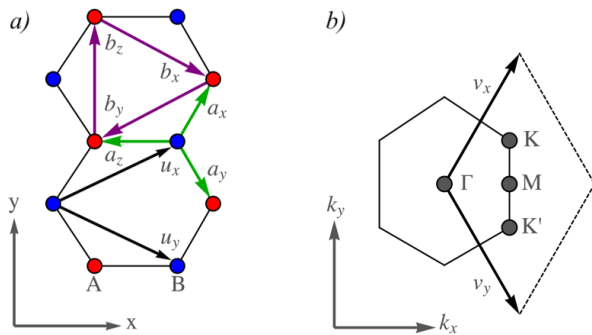 a)
b_z
b_x
b_y
a_x
a_z
u_x
a_y
y
u_y
A
B
x
b)
v_x
K
Γ
M
k_y
K'
v_y
k_x